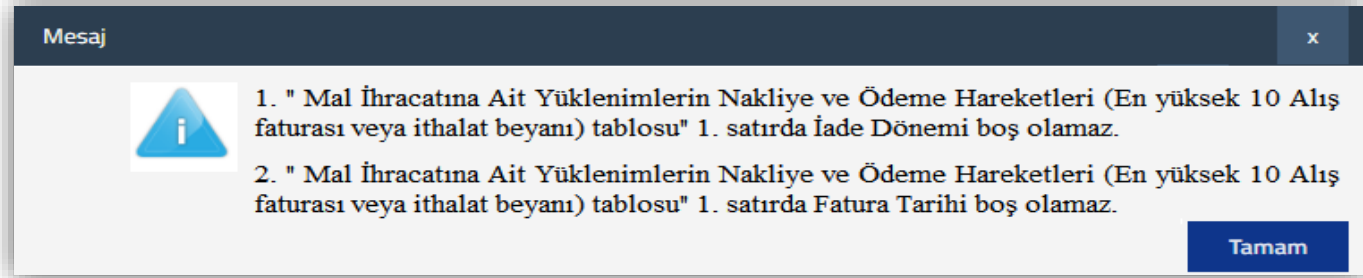 Mesaj
x
1. " Mal İhracatına Ait Yüklenimlerin Nakliye ve Ödeme Hareketleri (En yüksek 10 Alış
faturası veya ithalat beyanı) tablosu" 1. satırda İade Dönemi boş olamaz.
2. " Mal İhracatına Ait Yüklenimlerin Nakliye ve Ödeme Hareketleri (En yüksek 10 Alış
faturası veya ithalat beyanı) tablosu" 1. satırda Fatura Tarihi boş olamaz.
Tamam